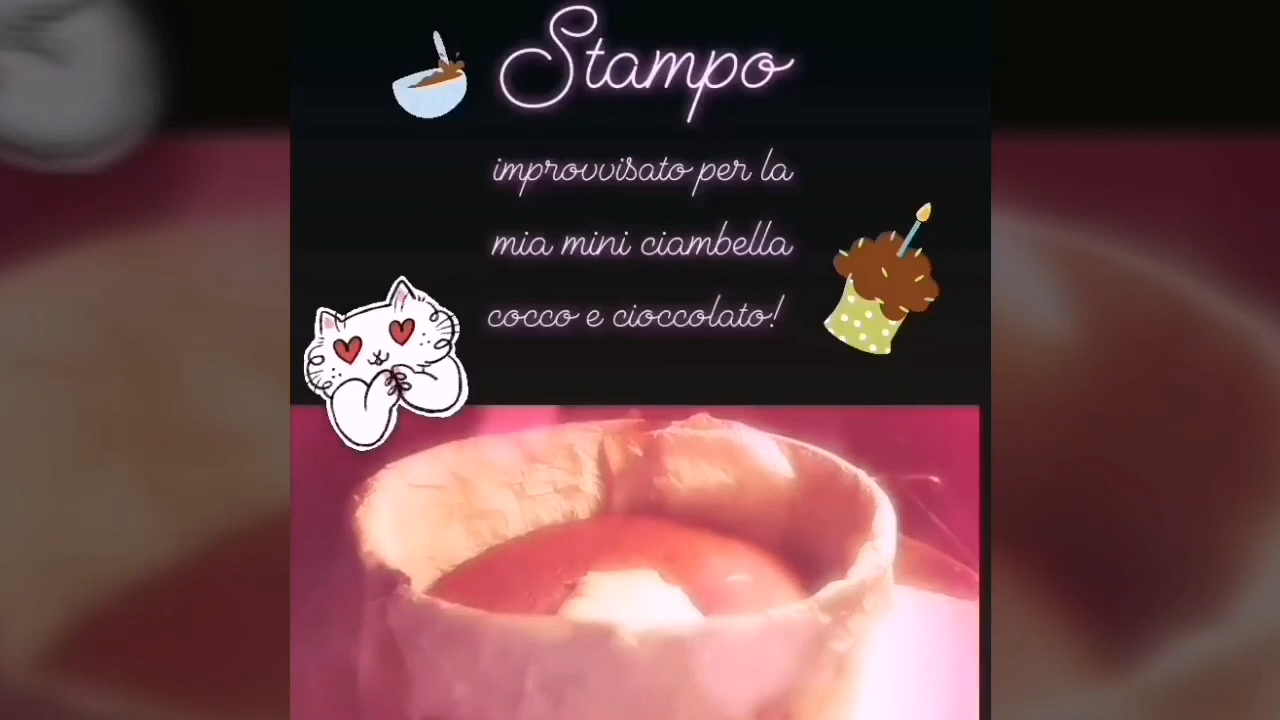 Stampo
improvvisato per la
mia mini ciambella
cocco e cioccolato!